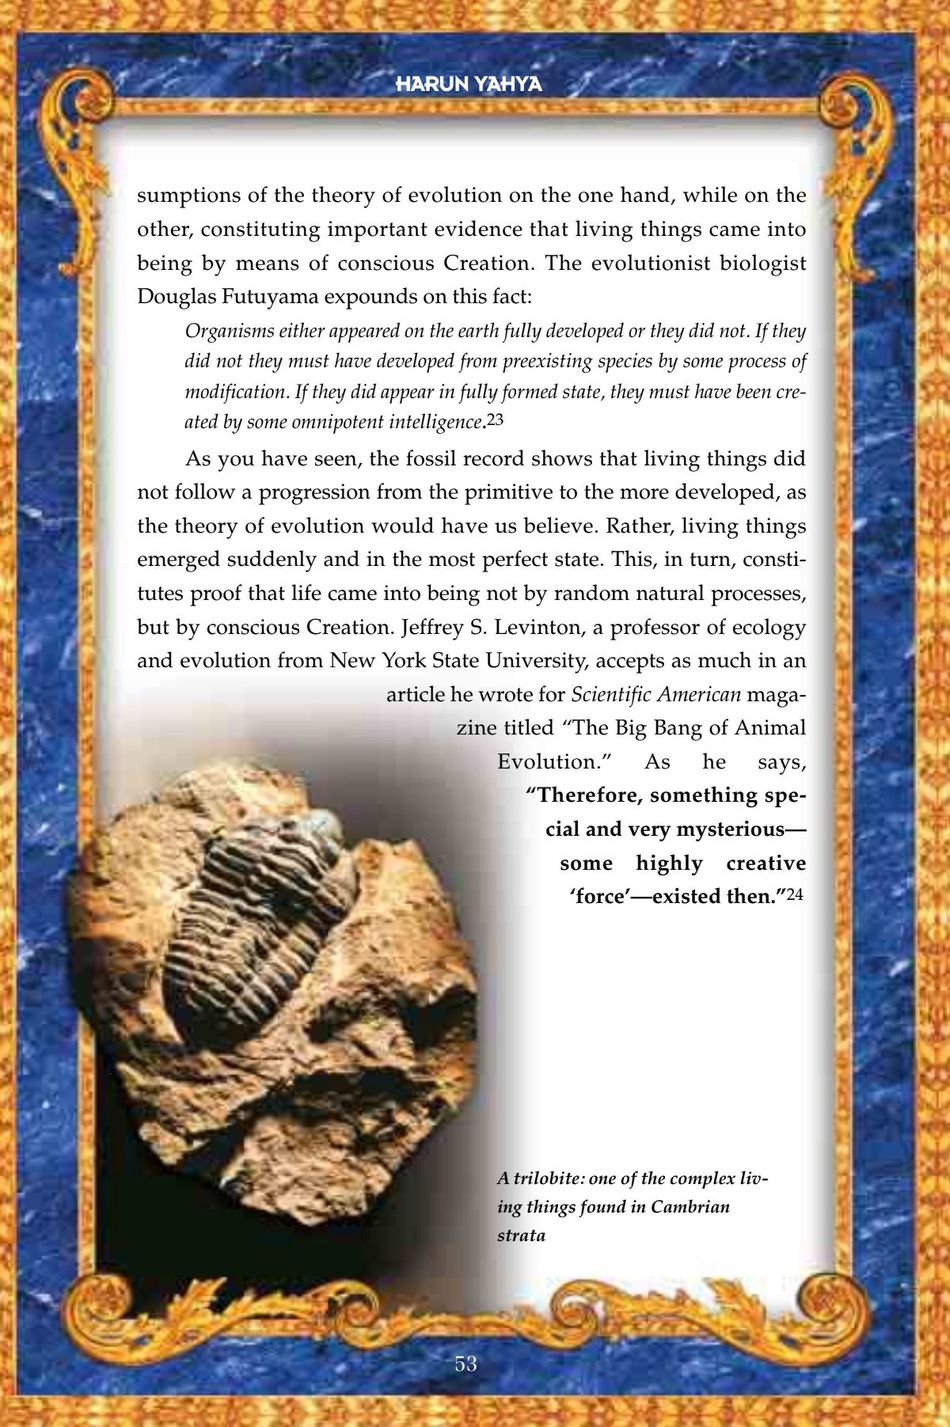 HARUN YAHYA
sumptions of the theory of evolution on the one hand, while on the
other, constituting important evidence that living things came into
being by means of conscious Creation. The evolutionist biologist
Douglas Futuyama expounds on this fact:
Organisms either appeared on the earth fully developed or they did not. If they
did not they must have developed from preexisting species by some process of
modification. If they did appear in fully formed state, they must have been cre-
ated by some omnipotent intelligence.23
As you have seen, the fossil record shows that living things did
not follow a progression from the primitive to the more developed, as
the theory of evolution would have us believe. Rather, living things
emerged suddenly and in the most perfect state. This, in turn, consti-
tutes proof that life came into being not by random natural processes,
but by conscious Creation. Jeffrey S. Levinton, a professor of ecology
and evolution from New York State University, accepts as much in an
article he wrote for Scientific American maga-
zine titled “The Big Bang of Animal
Evolution.” As he says,
“Therefore, something spe-
cial and very mysterious—
some highly creative
‘force’—existed then.”24
A trilobite: one of the complex liv-
ing things found in Cambrian
strata
53